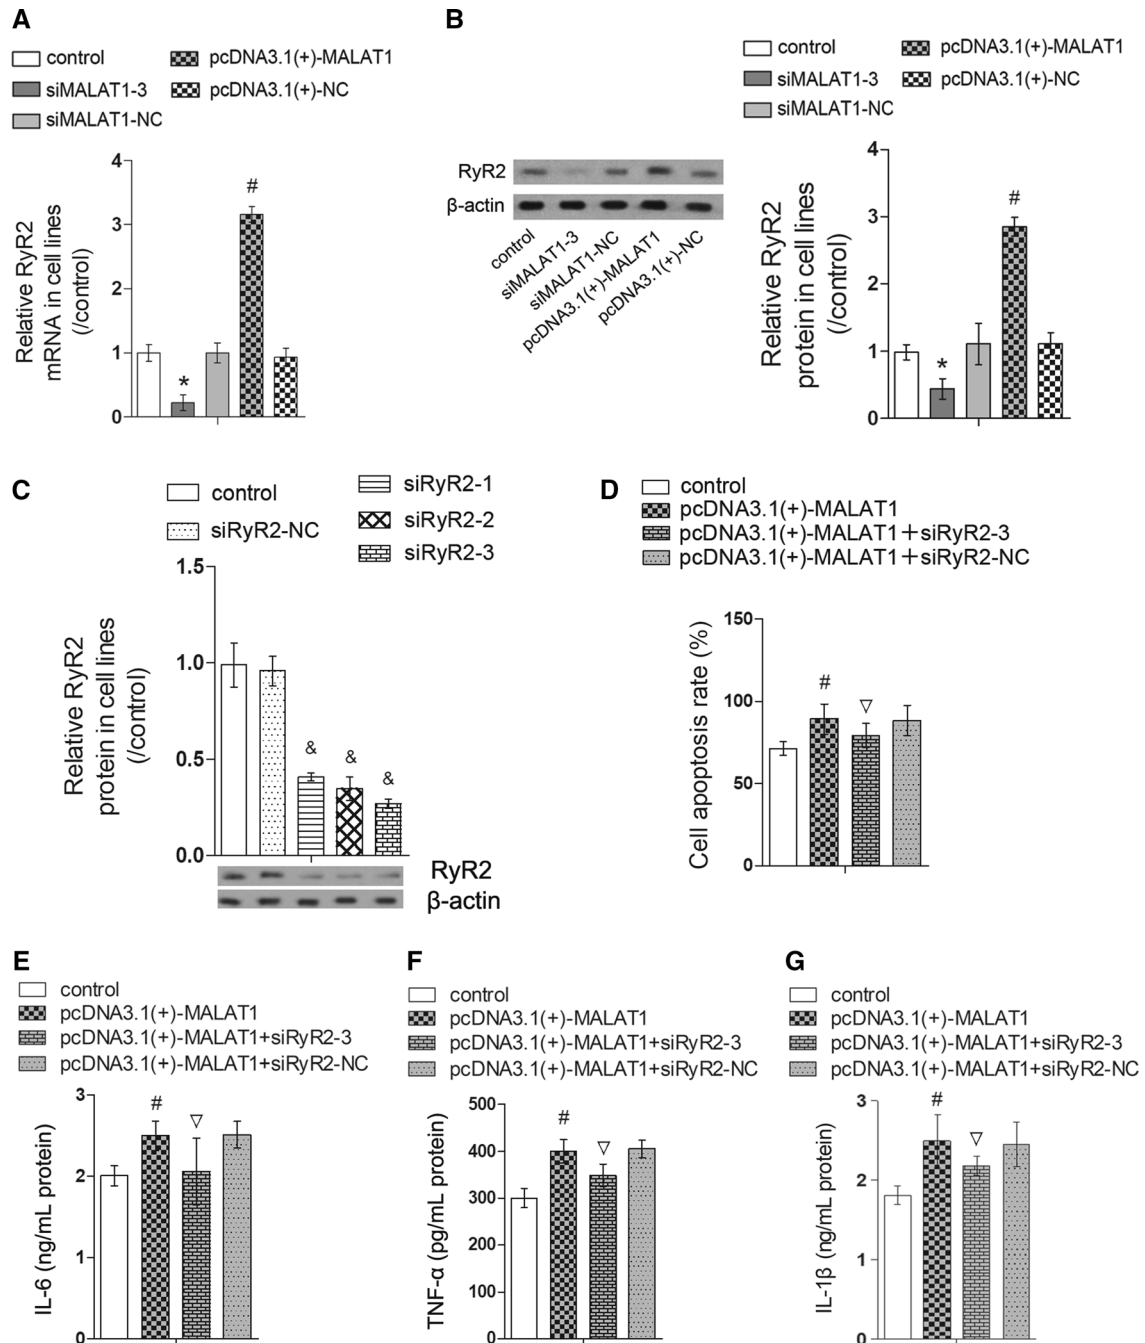 A
control
siMALAT1-3
siMALAT1-NC
pcDNA3.1(+)-MALAT1
pcDNA3.1(+)-NC
Relative RyR2
mRNA in cell lines
(/control)
4
3
2
1
0
*
#
B
RyR2
β-actin
control
siMALAT1-3
siMALAT1-NC
pcDNA3.1(+)-MALAT1
pcDNA3.1(+)-NC
control
siMALAT1-3
siMALAT1-NC
pcDNA3.1(+)-MALAT1
pcDNA3.1(+)-NC
Relative RyR2
protein in cell lines
(/control)
4
3
2
1
0
*
#
C
control
siRyR2-NC
siRyR2-1
siRyR2-2
siRyR2-3
Relative RyR2
protein in cell lines
(/control)
1.5
1.0
0.5
0.0
&
&
&
RyR2
β-actin
D
control
pcDNA3.1(+)-MALAT1
pcDNA3.1(+)-MALAT1+siRyR2-3
pcDNA3.1(+)-MALAT1+siRyR2-NC
Cell apoptosis rate (%)
150
100
50
0
#
▽
E
control
pcDNA3.1(+)-MALAT1
pcDNA3.1(+)-MALAT1+siRyR2-3
pcDNA3.1(+)-MALAT1+siRyR2-NC
IL-6 (ng/mL protein)
3
2
1
0
#
▽
F
control
pcDNA3.1(+)-MALAT1
pcDNA3.1(+)-MALAT1+siRyR2-3
pcDNA3.1(+)-MALAT1+siRyR2-NC
TNF-α (pg/mL protein)
500
400
300
200
100
0
#
▽
G
control
pcDNA3.1(+)-MALAT1
pcDNA3.1(+)-MALAT1+siRyR2-3
pcDNA3.1(+)-MALAT1+siRyR2-NC
IL-1β (ng/mL protein)
3
2
1
0
#
▽